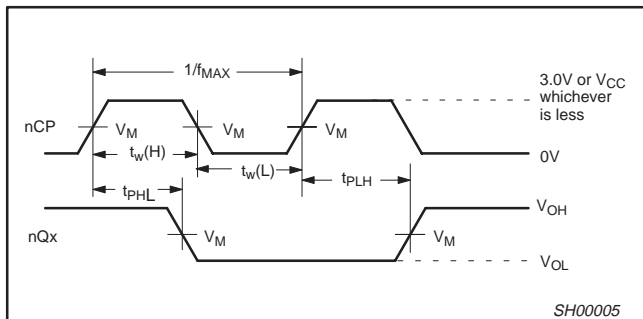 1/fMAX
3.0V or VCC
whichever
is less
nCP
VM
VM
VM
tw(H)
tw(L)
0V
tPHL
tPLH
VOH
nQx
VM
VM
VOL
SH00005